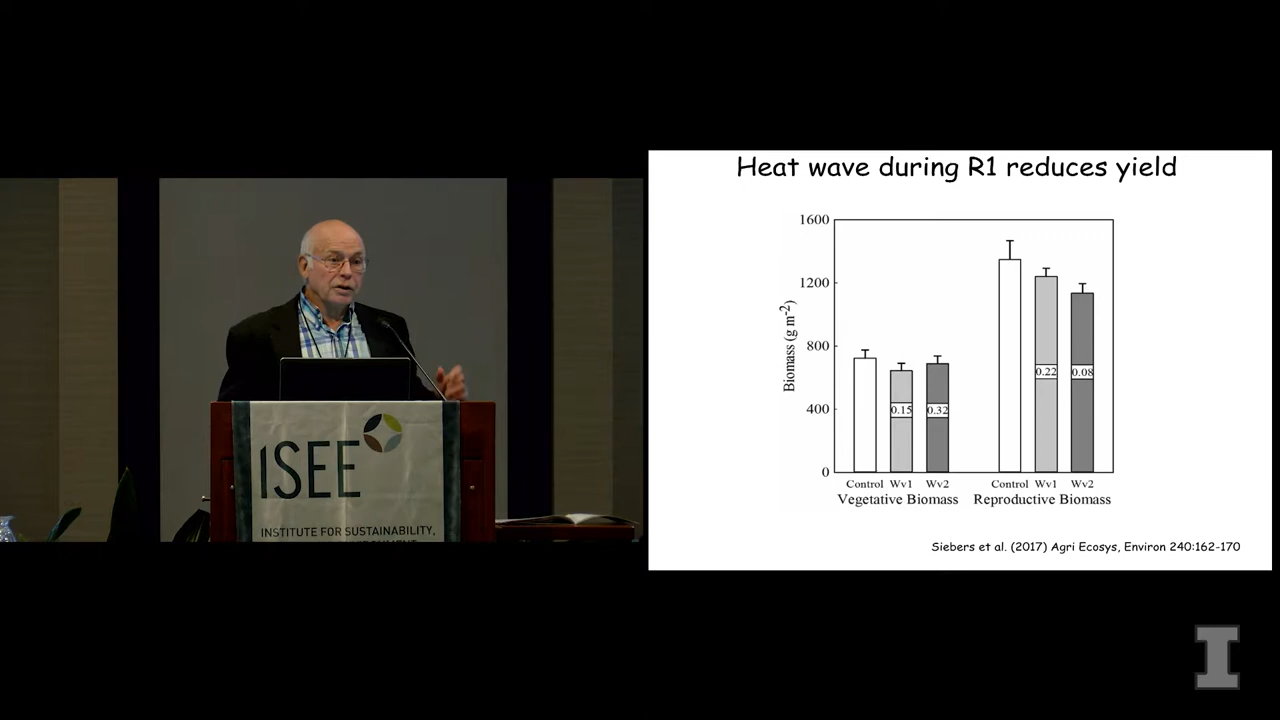 ISEE
INSTITUTE FOR SUSTAINABILITY,
Heat wave during R1 reduces yield
1600
1200
800
400
0
Biomass (g m-2)
0.15
0.32
0.22
0.08
Control Wv1 Wv2
Control Wv1 Wv2
Vegetative Biomass
Reproductive Biomass
Siebers et al. (2017) Agri Ecosys, Environ 240:162-170
I